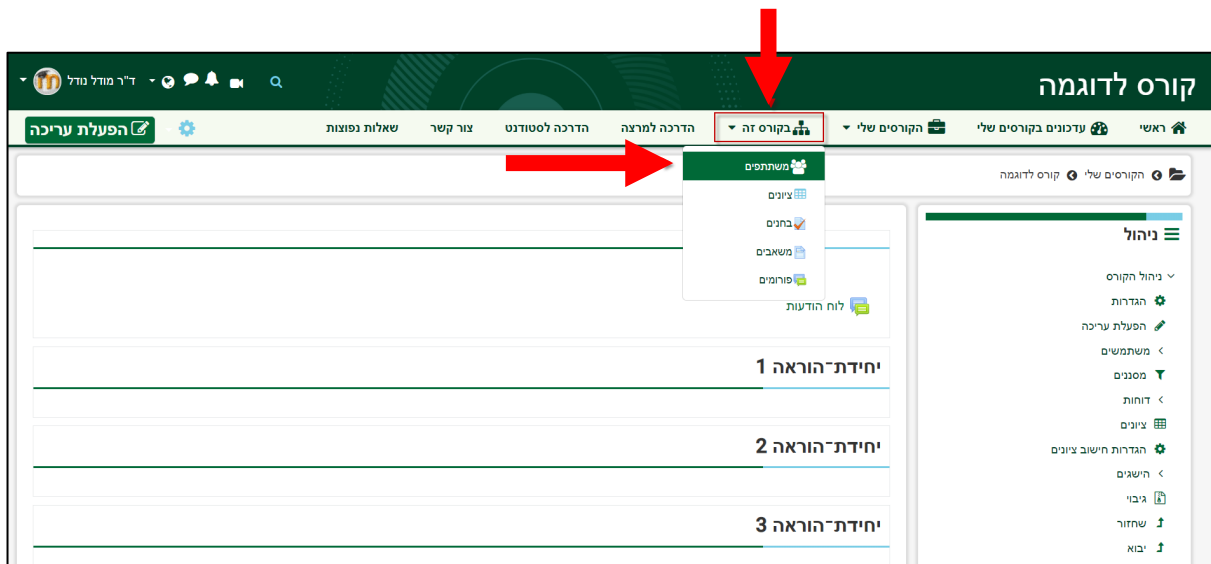 קורס לדוגמה
ד"ר מודל נודל
ראשי
עדכונים בקורסים שלי
הקורסים שלי
בקורס זה
הדרכה למרצה
הדרכה לסטודנט
צור קשר
שאלות נפוצות
הפעלת עריכה
משתתפים
ציונים
בחנים
משאבים
פורומים
הקורסים שלי
קורס לדוגמה
ניהול
ניהול הקורס
הגדרות
הפעלת עריכה
משתמשים
מסננים
דוחות
ציונים
הגדרות חישוב ציונים
הישגים
גיבוי
שחזור
יבוא
לוח הודעות
יחידת־הוראה 1
יחידת־הוראה 2
יחידת־הוראה 3